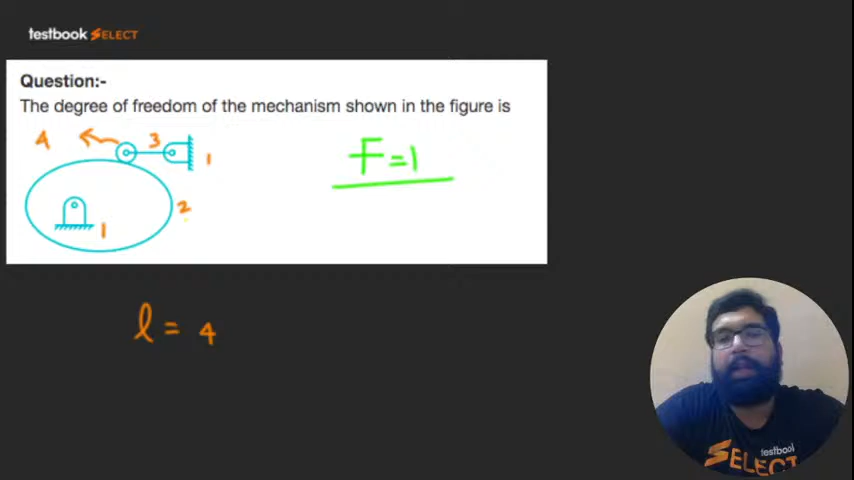 testbook SELECT
Question:-
The degree of freedom of the mechanism shown in the figure is
4
3
1
F=1
2
1
l = 4
testbook
SELECT